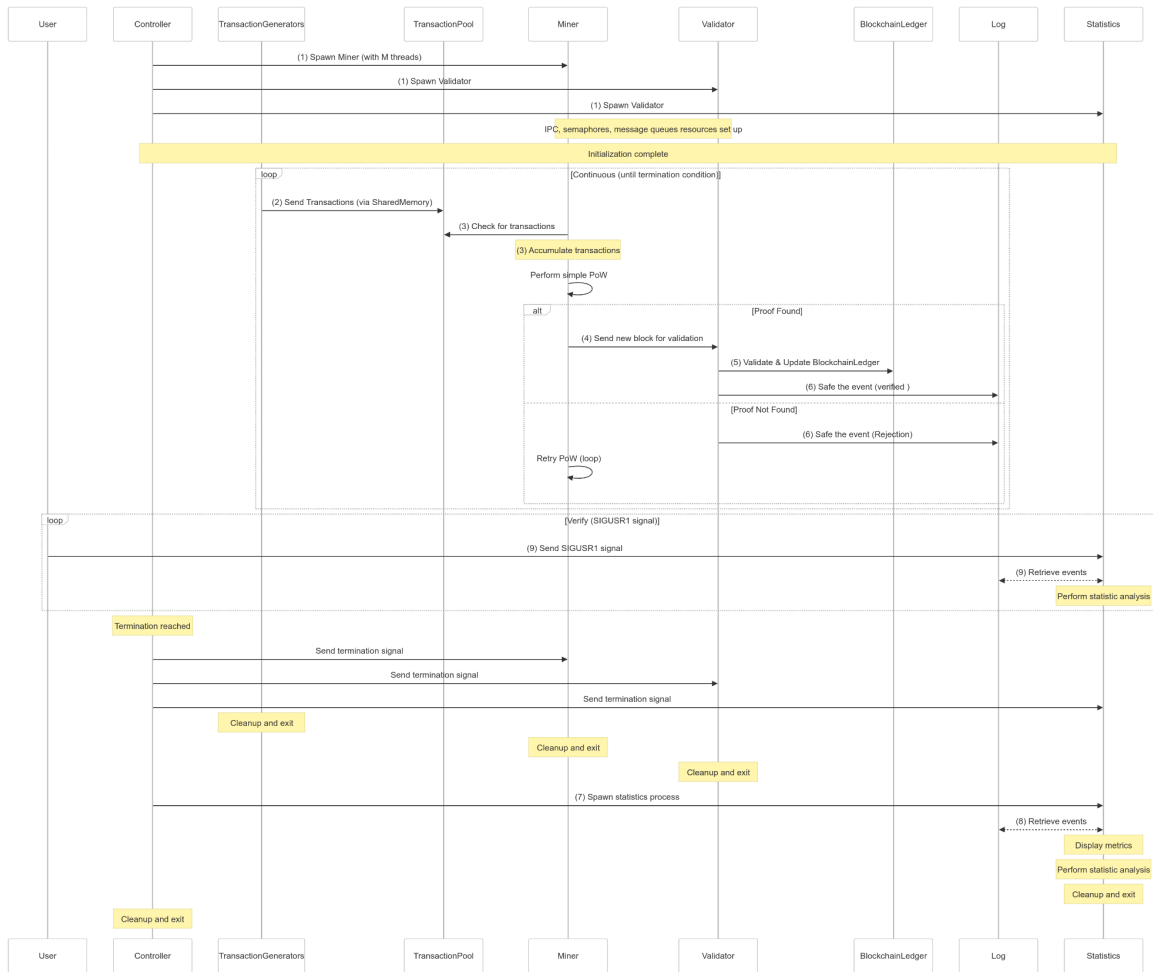 User
Controller
TransactionGenerators
TransactionPool
Miner
Validator
BlockchainLedger
Log
Statistics
(1) Spawn Miner (with M threads)
(1) Spawn Validator
(1) Spawn Validator
IPC, semaphores, message queues resources set up
Initialization complete
loop
[Continuous (until termination condition)]
(2) Send Transactions (via SharedMemory)
(3) Check for transactions
(3) Accumulate transactions
Perform simple PoW
alt
[Proof Found]
(4) Send new block for validation
(5) Validate & Update BlockchainLedger
(6) Safe the event (verified )
[Proof Not Found]
(6) Safe the event (Rejection)
Retry PoW (loop)
loop
[Verify (SIGUSR1 signal)]
(9) Send SIGUSR1 signal
(9) Retrieve events
Perform statistic analysis
Termination reached
Send termination signal
Send termination signal
Send termination signal
Cleanup and exit
Cleanup and exit
Cleanup and exit
(7) Spawn statistics process
(8) Retrieve events
Display metrics
Perform statistic analysis
Cleanup and exit
Cleanup and exit
User
Controller
TransactionGenerators
TransactionPool
Miner
Validator
BlockchainLedger
Log
Statistics